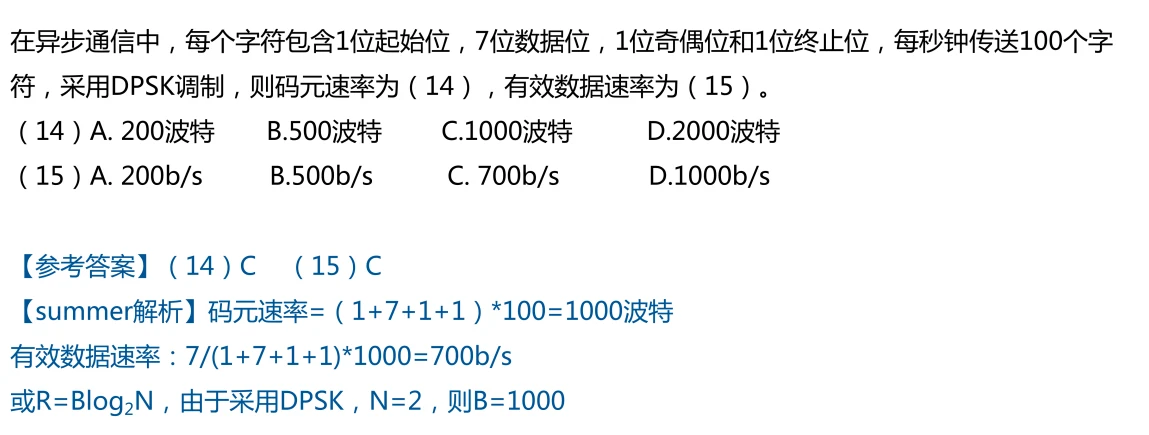 在异步通信中，每个字符包含1位起始位，7位数据位，1位奇偶位和1位终止位，每秒钟传送100个字
符，采用DPSK调制，则码元速率为（14），有效数据速率为（15）。
（14）A. 200波特 B.500波特 C.1000波特 D.2000波特
（15）A. 200b/s B.500b/s C. 700b/s D.1000b/s
【参考答案】（14）C （15）C
【summer解析】码元速率=（1+7+1+1）*100=1000波特
有效数据速率：7/(1+7+1+1)*1000=700b/s
或R=Blog₂N，由于采用DPSK，N=2，则B=1000